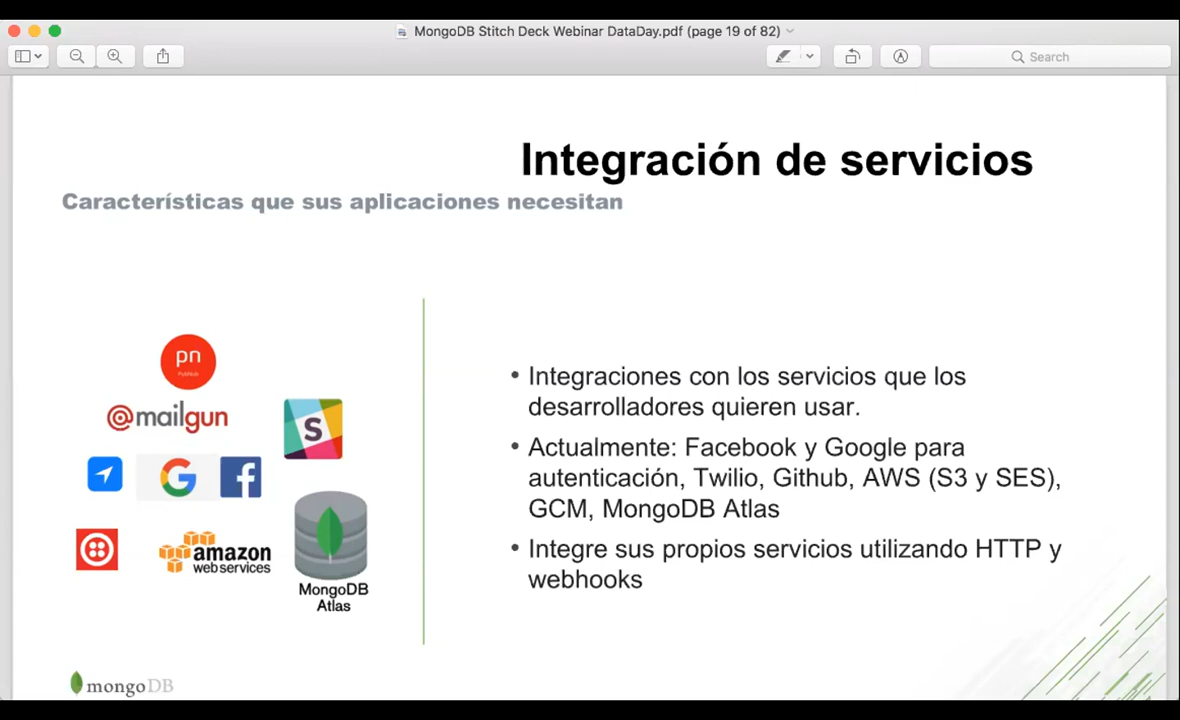 MongoDB Stitch Deck Webinar DataDay.pdf (page 19 of 82)
Search
Integración de servicios
Características que sus aplicaciones necesitan
pn
PubNub
@mailgun
S
G
f
amazon
web services
MongoDB
Atlas
• Integraciones con los servicios que los
desarrolladores quieren usar.
• Actualmente: Facebook y Google para
autenticación, Twilio, Github, AWS (S3 y SES),
GCM, MongoDB Atlas
• Integre sus propios servicios utilizando HTTP y
webhooks
mongoDB